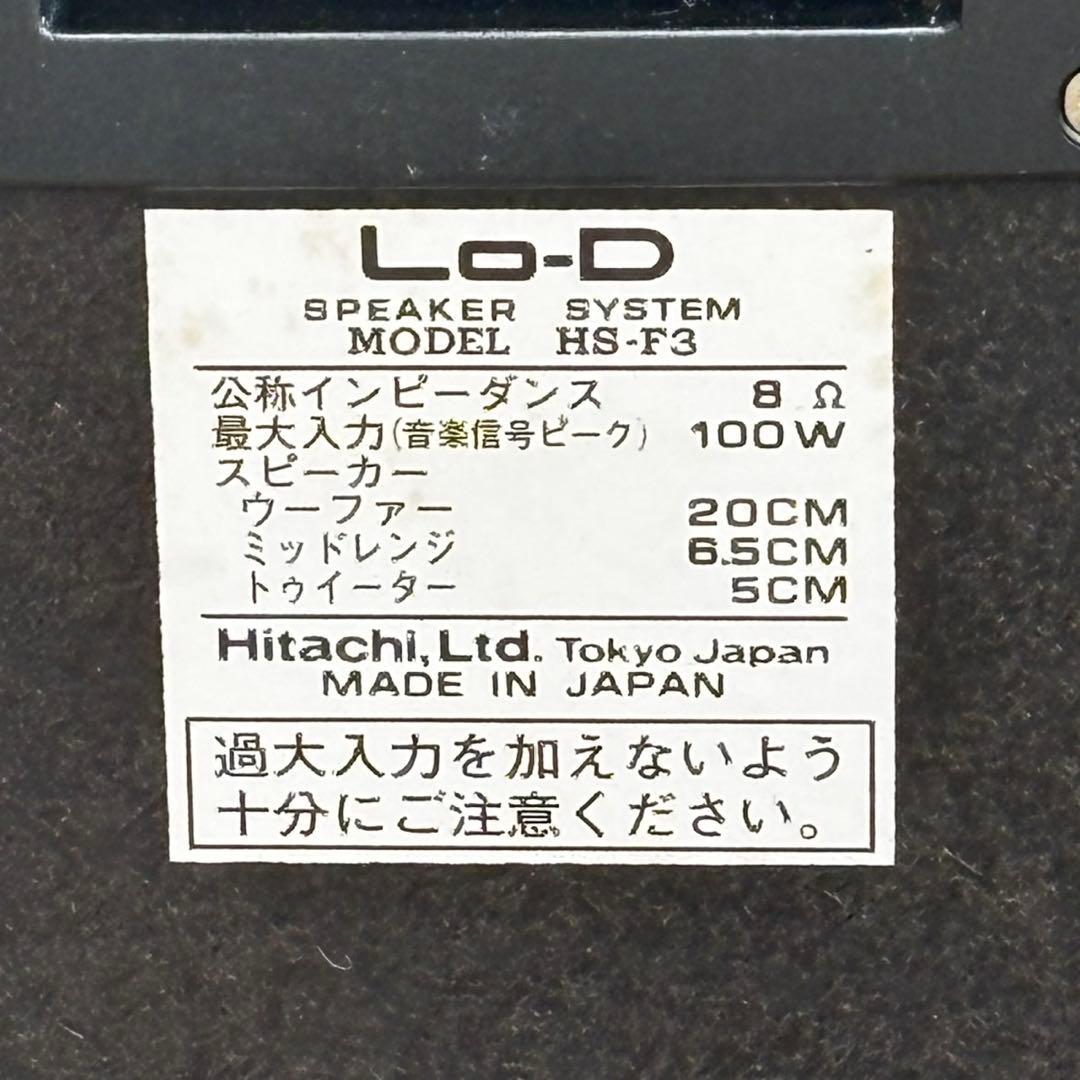 Lo-D
SPEAKER SYSTEM
MODEL HS-F3
公称インピーダンス 8 Ω
最大入力(音楽信号ピーク) 100W
スピーカー
ウーファー 20CM
ミッドレンジ 6.5CM
トゥイーター 5CM
Hitachi, Ltd. Tokyo Japan
MADE IN JAPAN
過大入力を加えないよう
十分にご注意ください。